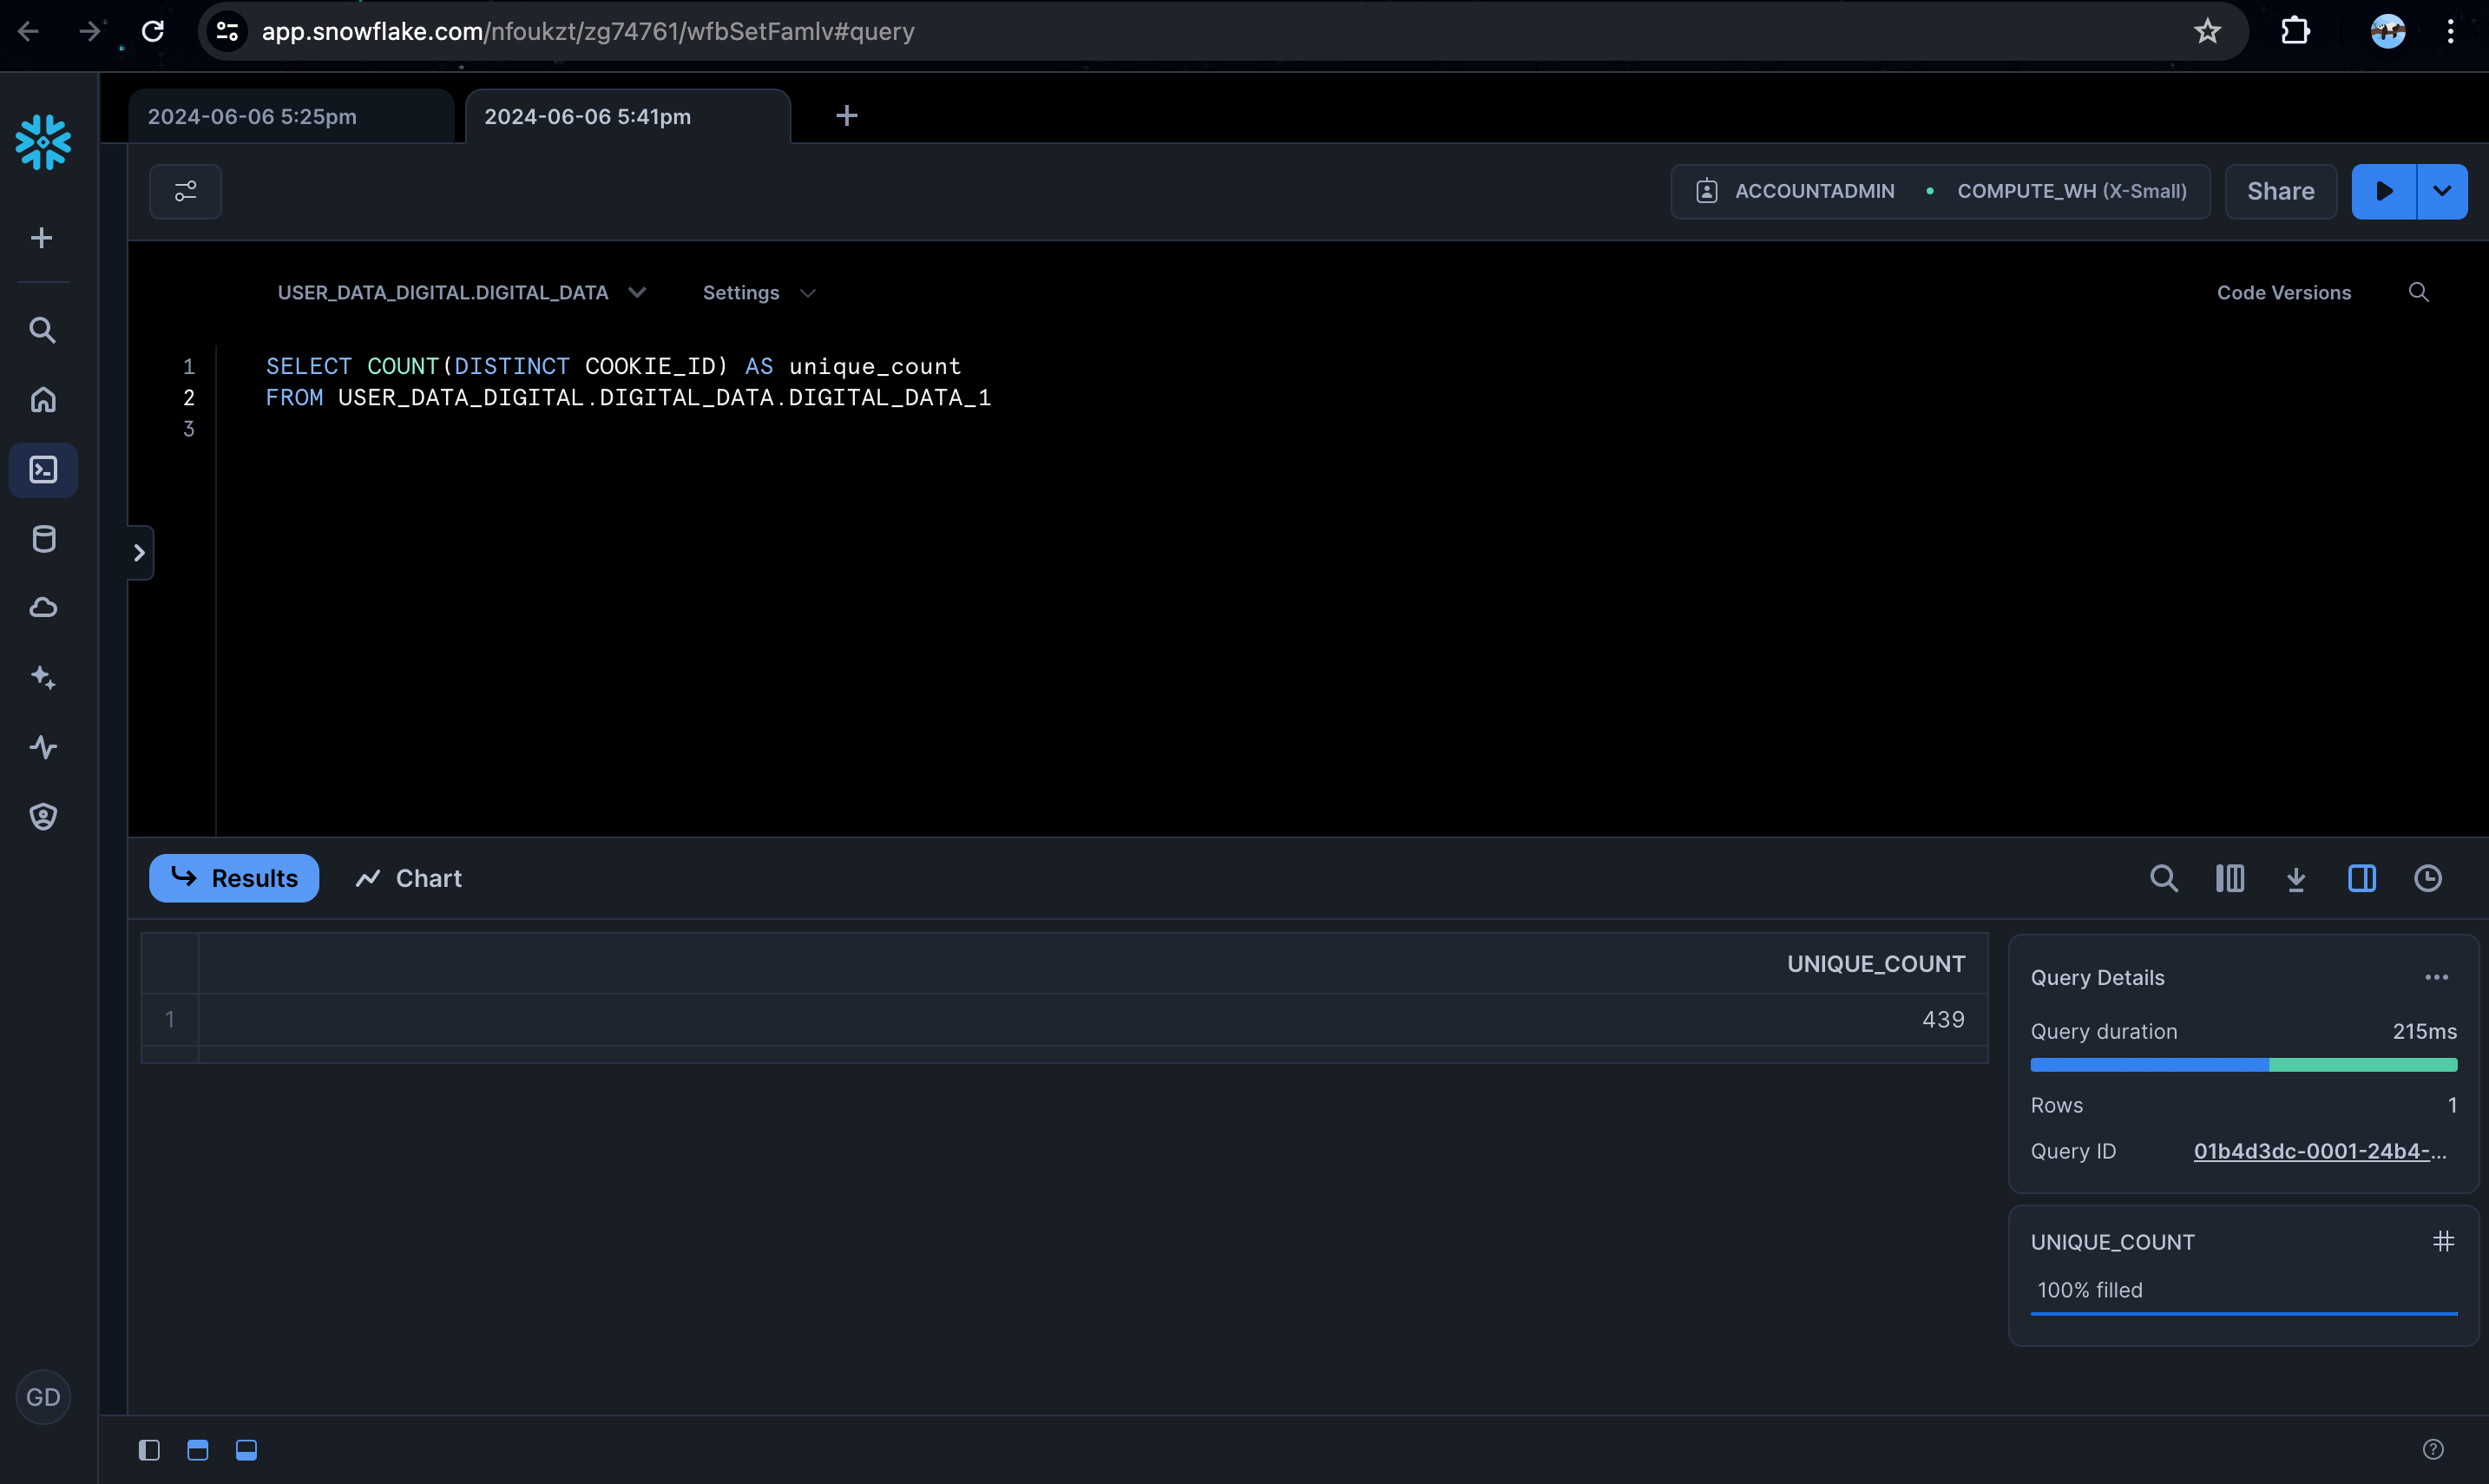 app.snowflake.com/nfoukzt/zg74761/wfbSetFamlv#query
2024-06-06 5:25pm
2024-06-06 5:41pm
ACCOUNTADMIN
COMPUTE_WH (X-Small)
Share
USER_DATA_DIGITAL.DIGITAL_DATA
Settings
Code Versions
1 SELECT COUNT(DISTINCT COOKIE_ID) AS unique_count
2 FROM USER_DATA_DIGITAL.DIGITAL_DATA.DIGITAL_DATA_1
3
Results
Chart
UNIQUE_COUNT
1 439
Query Details
Query duration 215ms
Rows 1
Query ID 01b4d3dc-0001-24b4-...
UNIQUE_COUNT
100% filled
GD